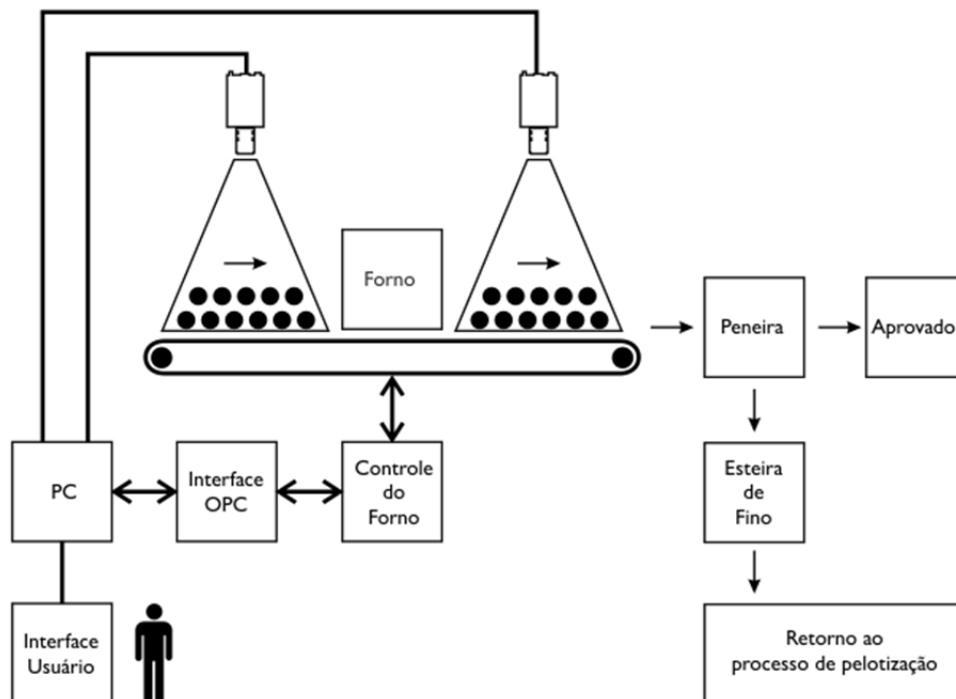 Forno
Peneira
Aprovado
PC
Interface
OPC
Controle
do
Forno
Esteira
de
Fino
Interface
Usuário
Retorno ao
processo de pelotização